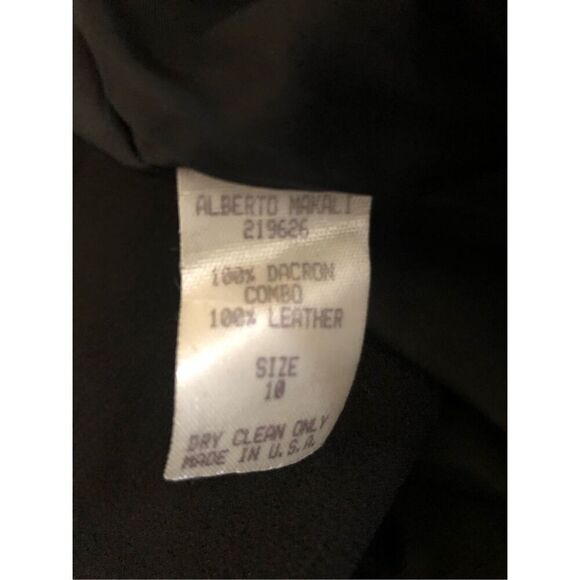 ALBERTO MAKALI
219626
100% DACRON
COMBO
100% LEATHER
SIZE
10
DRY CLEAN ONLY
MADE IN U.S.A.